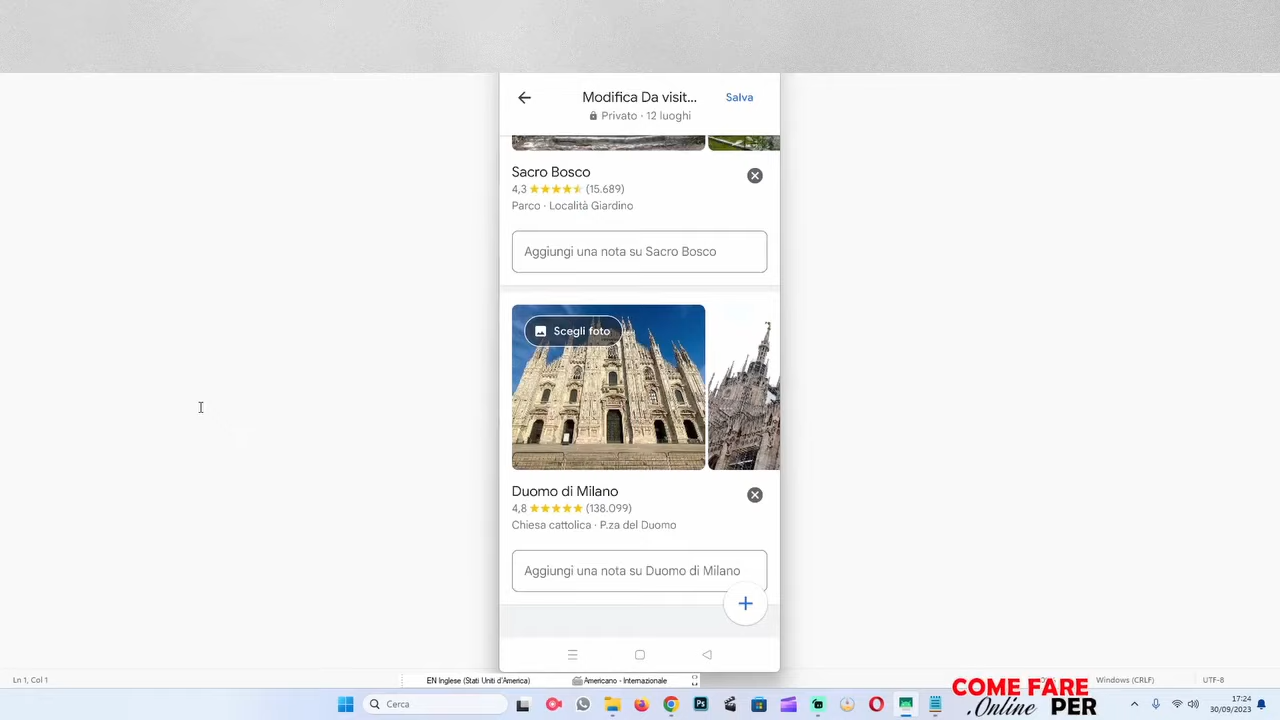 Modifica Da visit...
Salva
Privato · 12 luoghi
Sacro Bosco
4,3 (15.689)
Parco · Località Giardino
Aggiungi una nota su Sacro Bosco
Scegli foto
Duomo di Milano
4,8 (138.099)
Chiesa cattolica · P.za del Duomo
Aggiungi una nota su Duomo di Milano
Ln 1, Col 1
EN Inglese (Stati Uniti d'America)
Americano - Internazionale
Windows (CRLF)
UTF-8
COME FARE
.Online PER
Cerca
17:24
30/09/2023